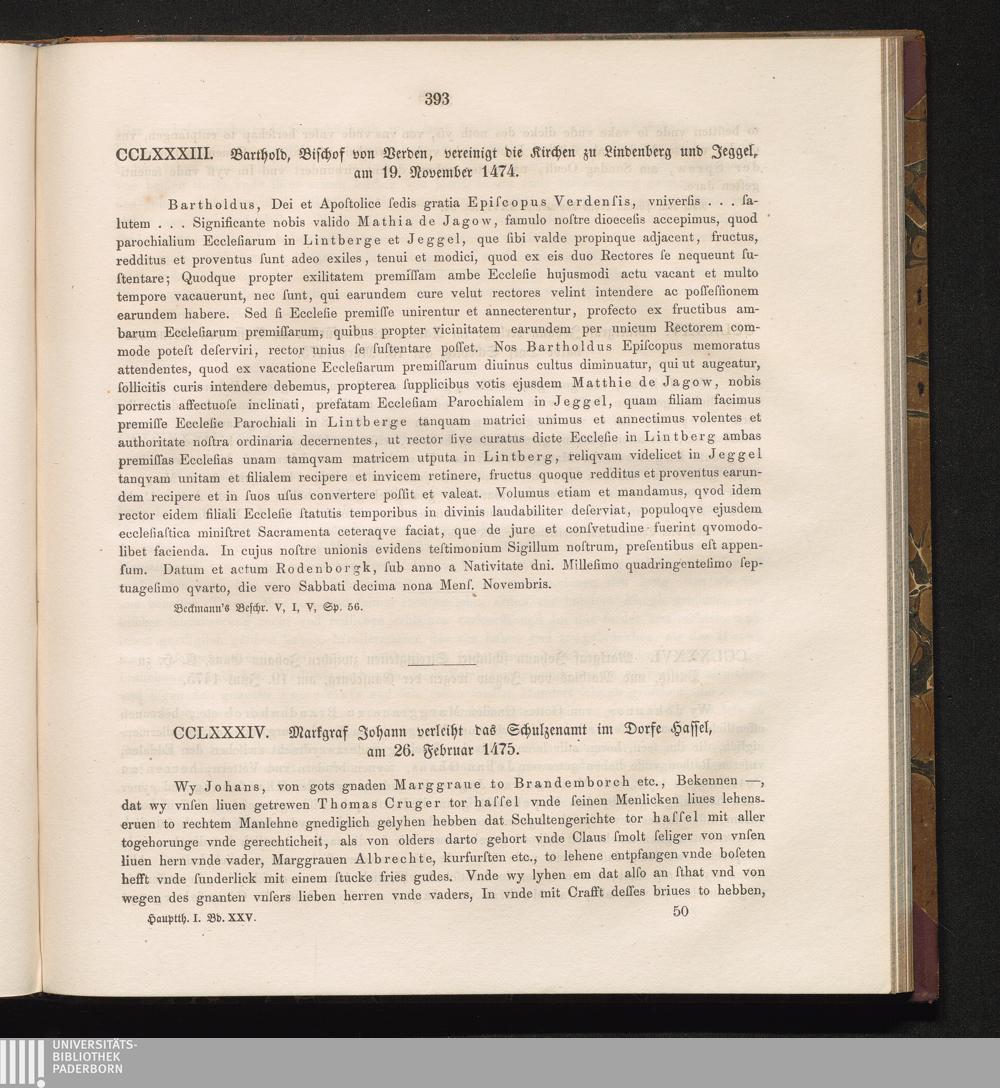 393
CCLXXXIII. Barthold, Bischof von Verden, vereinigt die Kirchen zu Lindenberg und Jeggel,
am 19. November 1474.
Bartholdus, Dei et Apoſtolice ſedis gratia Epiſcopus Verdenſis, vniverſis . . . ſa-
lutem . . . Significante nobis valido Mathia de Jagow, famulo noſtre dioeceſis accepimus, quod
parochialium Eccleſiarum in Lintberge et Jeggel, que ſibi valde propinque adjacent, fructus,
redditus et proventus ſunt adeo exiles, tenui et modici, quod ex eis duo Rectores ſe nequeunt ſu-
ſtentare; Quodque propter exilitatem premiſſam ambe Eccleſie hujusmodi actu vacant et multo
tempore vacauerunt, nec ſunt, qui earundem cure velut rectores velint intendere ac poſſeſſionem
earundem habere. Sed ſi Eccleſie premiſſe unirentur et annecterentur, profecto ex fructibus am-
barum Eccleſiarum premiſſarum, quibus propter vicinitatem earundem per unicum Rectorem com-
mode poteſt deſerviri, rector unius ſe ſuſtentare poſſet. Nos Bartholdus Epiſcopus memoratus
attendentes, quod ex vacatione Eccleſiarum premiſſarum diuinus cultus diminuatur, qui ut augeatur,
ſollicitis curis intendere debemus, propterea ſupplicibus votis ejusdem Matthie de Jagow, nobis
porrectis affectuoſe inclinati, prefatam Eccleſiam Parochialem in Jeggel, quam filiam facimus
premiſſe Eccleſie Parochiali in Lintberge tanquam matrici unimus et annectimus volentes et
authoritate noſtra ordinaria decernentes, ut rector ſive curatus dicte Eccleſie in Lintberg ambas
premiſſas Eccleſias unam tamqvam matricem utputa in Lintberg, reliqvam videlicet in Jeggel
tanqvam unitam et filialem recipere et invicem retinere, fructus quoque redditus et proventus earun-
dem recipere et in ſuos uſus convertere poſſit et valeat. Volumus etiam et mandamus, qvod idem
rector eidem filiali Eccleſie ſtatutis temporibus in divinis laudabiliter deſerviat, populoqve ejusdem
eccleſiaſtica miniſtret Sacramenta ceteraqve faciat, que de jure et conſvetudine fuerint qvomodo-
libet facienda. In cujus noſtre unionis evidens teſtimonium Sigillum noſtrum, preſentibus eſt appen-
ſum. Datum et actum Rodenborgk, ſub anno a Nativitate dni. Milleſimo quadringenteſimo ſep-
tuageſimo qvarto, die vero Sabbati decima nona Menſ. Novembris.
Beckmann's Beschr. V, I, V, Sp. 56.
CCLXXXIV. Markgraf Johann verleiht das Schulzenamt im Dorfe Hassel,
am 26. Februar 1475.
Wy Johans, von gots gnaden Marggraue to Brandemborch etc., Bekennen —,
dat wy vnſen liuen getrewen Thomas Cruger tor haſſel vnde ſeinen Menlicken liues lehens-
eruen to rechtem Manlehne gnediglich gelyhen hebben dat Schultengerichte tor haſſel mit aller
togehorunge vnde gerechticheit, als von olders darto gehort vnde Claus ſmolt ſeliger von vnſen
liuen hern vnde vader, Marggrauen Albrechte, kurfurſten etc., to lehene entpfangen vnde boſeten
hefft vnde ſunderlick mit einem ſtucke fries gudes. Vnde wy lyhen em dat alſo an ſthat vnd von
wegen des gnanten vnſers lieben herren vnde vaders, In vnde mit Crafft deſſes briues to hebben,
Hauptth. I. Bd. XXV.
50
UNIVERSITÄTS-
BIBLIOTHEK
PADERBORN